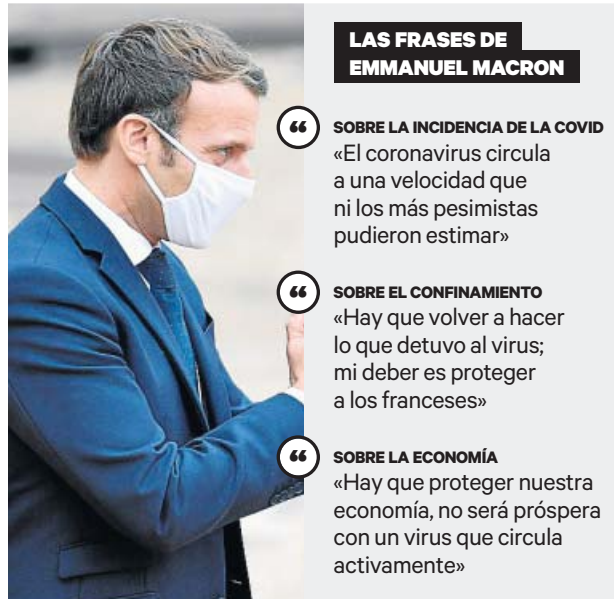 LAS FRASES DE
EMMANUEL MACRON
“
SOBRE LA INCIDENCIA DE LA COVID
«El coronavirus circula
a una velocidad que
ni los más pesimistas
pudieron estimar»
“
SOBRE EL CONFINAMIENTO
«Hay que volver a hacer
lo que detuvo al virus;
mi deber es proteger
a los franceses»
“
SOBRE LA ECONOMÍA
«Hay que proteger nuestra
economía, no será próspera
con un virus que circula
activamente»